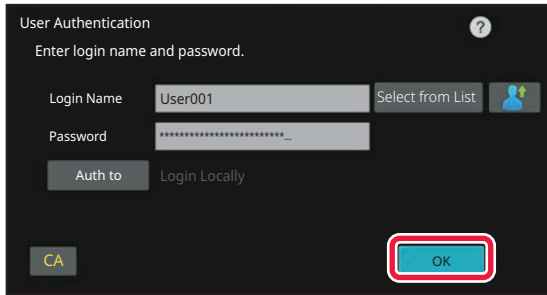 User Authentication
?
Enter login name and password.
Login Name User001 Select from List
Password *************************...
Auth to Login Locally
CA OK